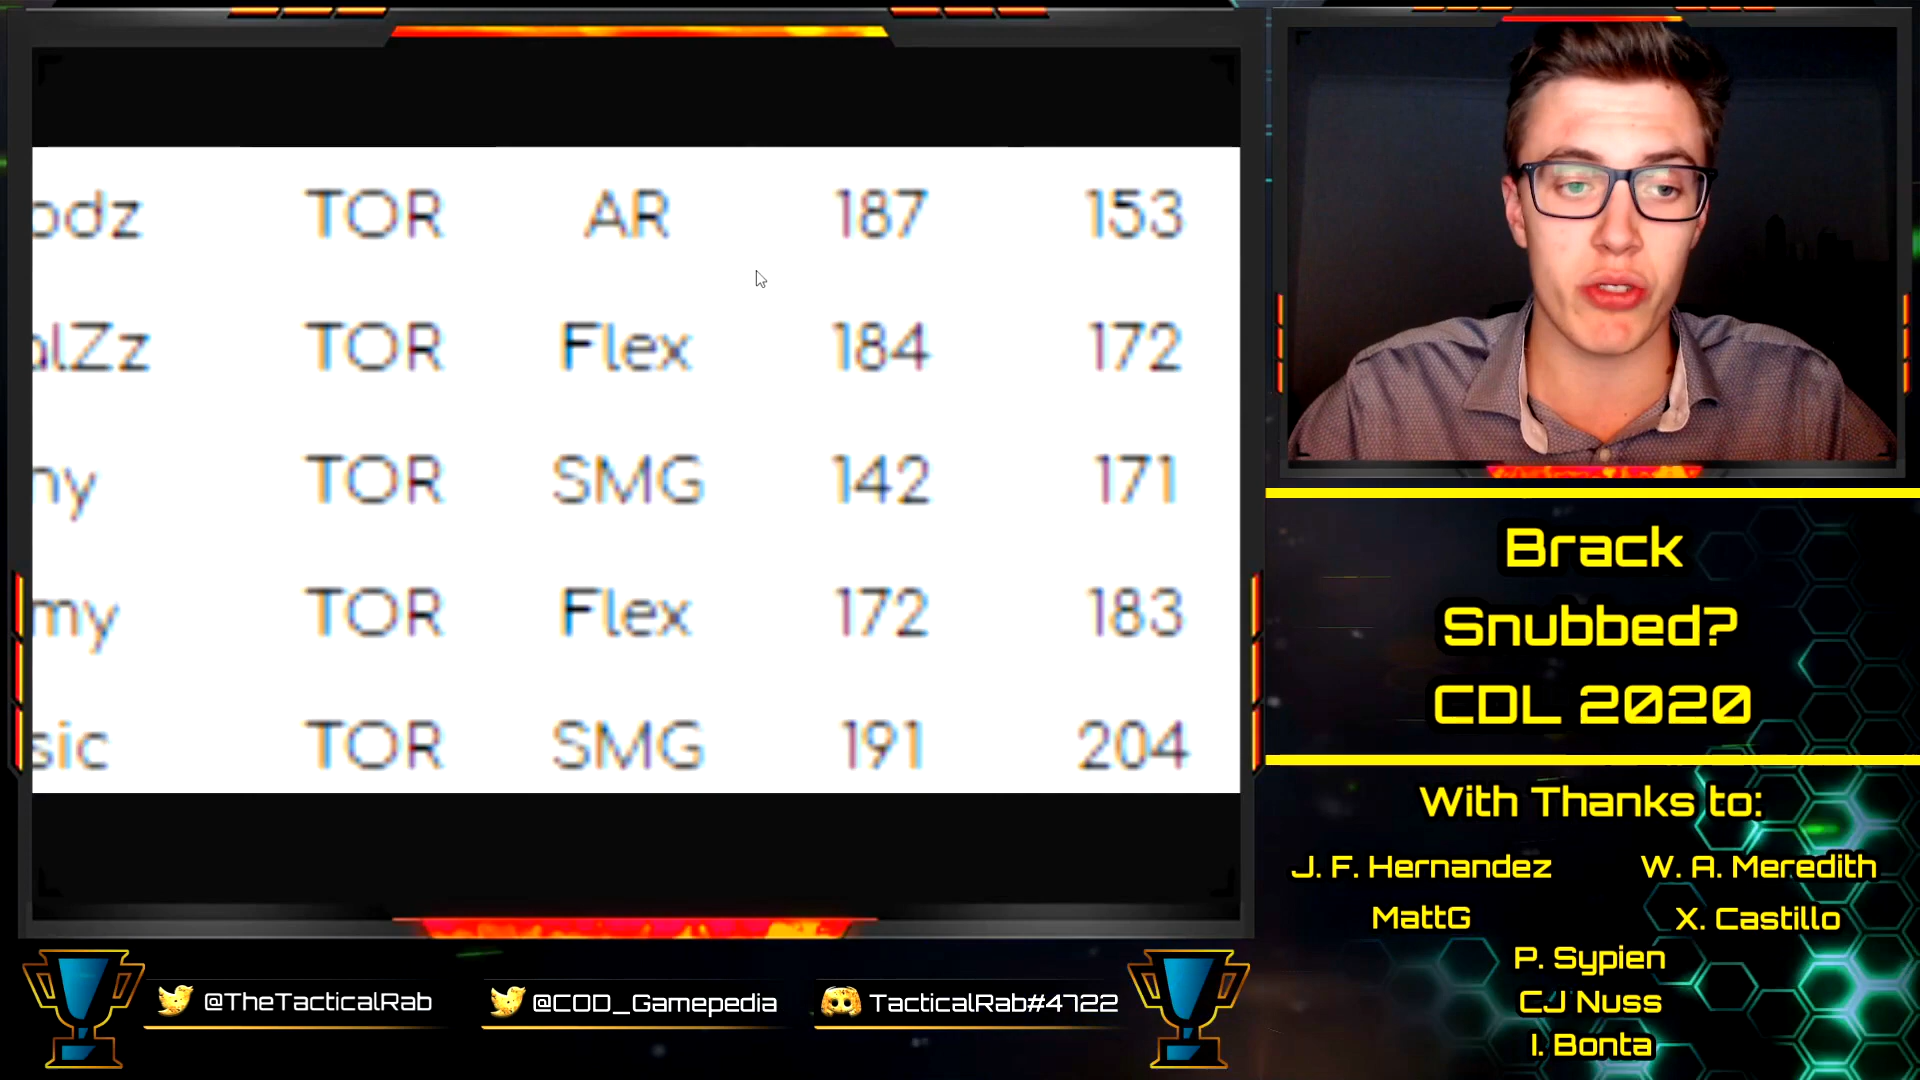 odz TOR AR 187 153
alZz TOR Flex 184 172
ny TOR SMG 142 171
my TOR Flex 172 183
sic TOR SMG 191 204
Brack
Snubbed?
CDL 2020
With Thanks to:
J. F. Hernandez W. A. Meredith
MattG X. Castillo
P. Sypien
CJ Nuss
I. Bonta
@TheTacticalRab @COD_Gamepedia TacticalRab#4722